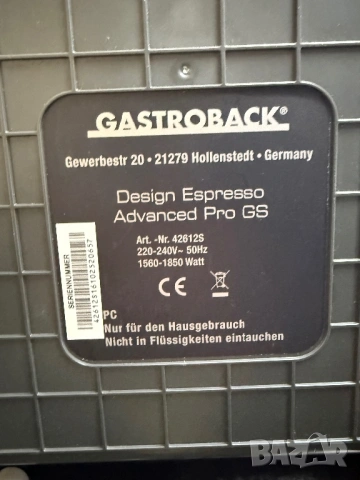 GASTROBACK®
Gewerbestr 20 • 21279 Hollenstedt • Germany
Design Espresso
Advanced Pro GS
Art.-Nr. 42612S
220-240V~ 50Hz
1560-1850 Watt
CE
SERIENNUMMER
PC
Nur für den Hausgebrauch
Nicht in Flüssigkeiten eintauchen
BAZAR